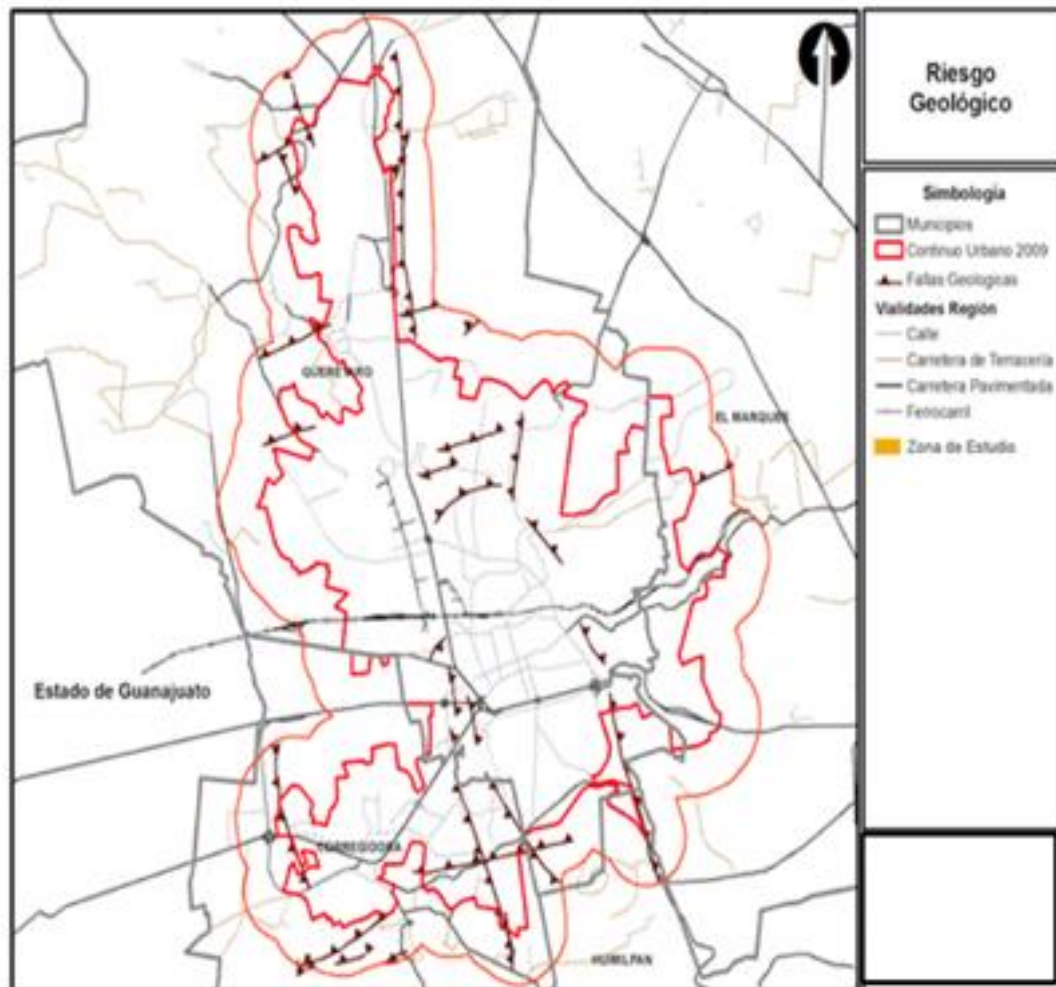 Riesgo
Geológico
Simbología
Municipios
Continuo Urbano 2009
Fallas Geologicas
Vialidades Región
Calle
Carretera de Terracería
Carretera Pavimentada
Ferrocarril
Zona de Estudio
QUERETARO
EL MARQUES
Estado de Guanajuato
CORREGIDORA
HUIMILPAN